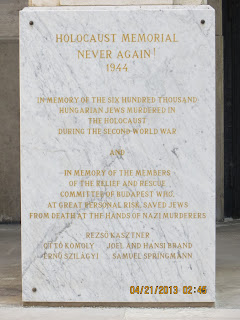 HOLOCAUST MEMORIAL
NEVER AGAIN!
1944
IN MEMORY OF THE SIX HUNDRED THOUSAND
HUNGARIAN JEWS MURDERED IN
THE HOLOCAUST
DURING THE SECOND WORLD WAR
AND
IN MEMORY OF THE MEMBERS
OF THE RELIEF AND RESCUE
COMMITTEE OF BUDAPEST WHO,
AT GREAT PERSONAL RISK, SAVED JEWS
FROM DEATH AT THE HANDS OF NAZI MURDERERS
REZSŐ KASZTNER
OTTÓ KOMOLY JOEL AND HANSI BRAND
ERNŐ SZILÁGYI SAMUEL SPRINGMANN
04/21/2013 02:45